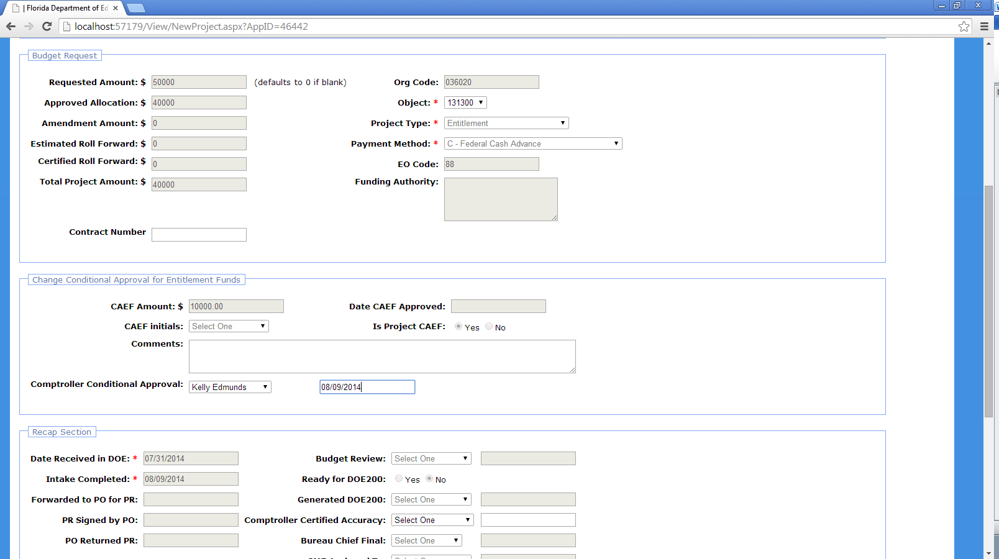 | Florida Department of Ed
localhost:57179/View/NewProject.aspx?AppID=46442
Budget Request
Requested Amount: $ 50000 (defaults to 0 if blank) Org Code: 036020
Approved Allocation: $ 40000 Object: * 131300
Amendment Amount: $ 0 Project Type: * Entitlement
Estimated Roll Forward: $ 0 Payment Method: * C - Federal Cash Advance
Certified Roll Forward: $ 0 EO Code: 88
Total Project Amount: $ 40000 Funding Authority:
Contract Number
Change Conditional Approval for Entitlement Funds
CAEF Amount: $ 10000.00 Date CAEF Approved:
CAEF initials: Select One Is Project CAEF: Yes No
Comments:
Comptroller Conditional Approval: Kelly Edmunds 08/09/2014
Recap Section
Date Received in DOE: * 07/31/2014 Budget Review: Select One
Intake Completed: * 08/09/2014 Ready for DOE200: Yes No
Forwarded to PO for PR: Generated DOE200: Select One
PR Signed by PO: Comptroller Certified Accuracy: Select One
PO Returned PR: Bureau Chief Final: Select One